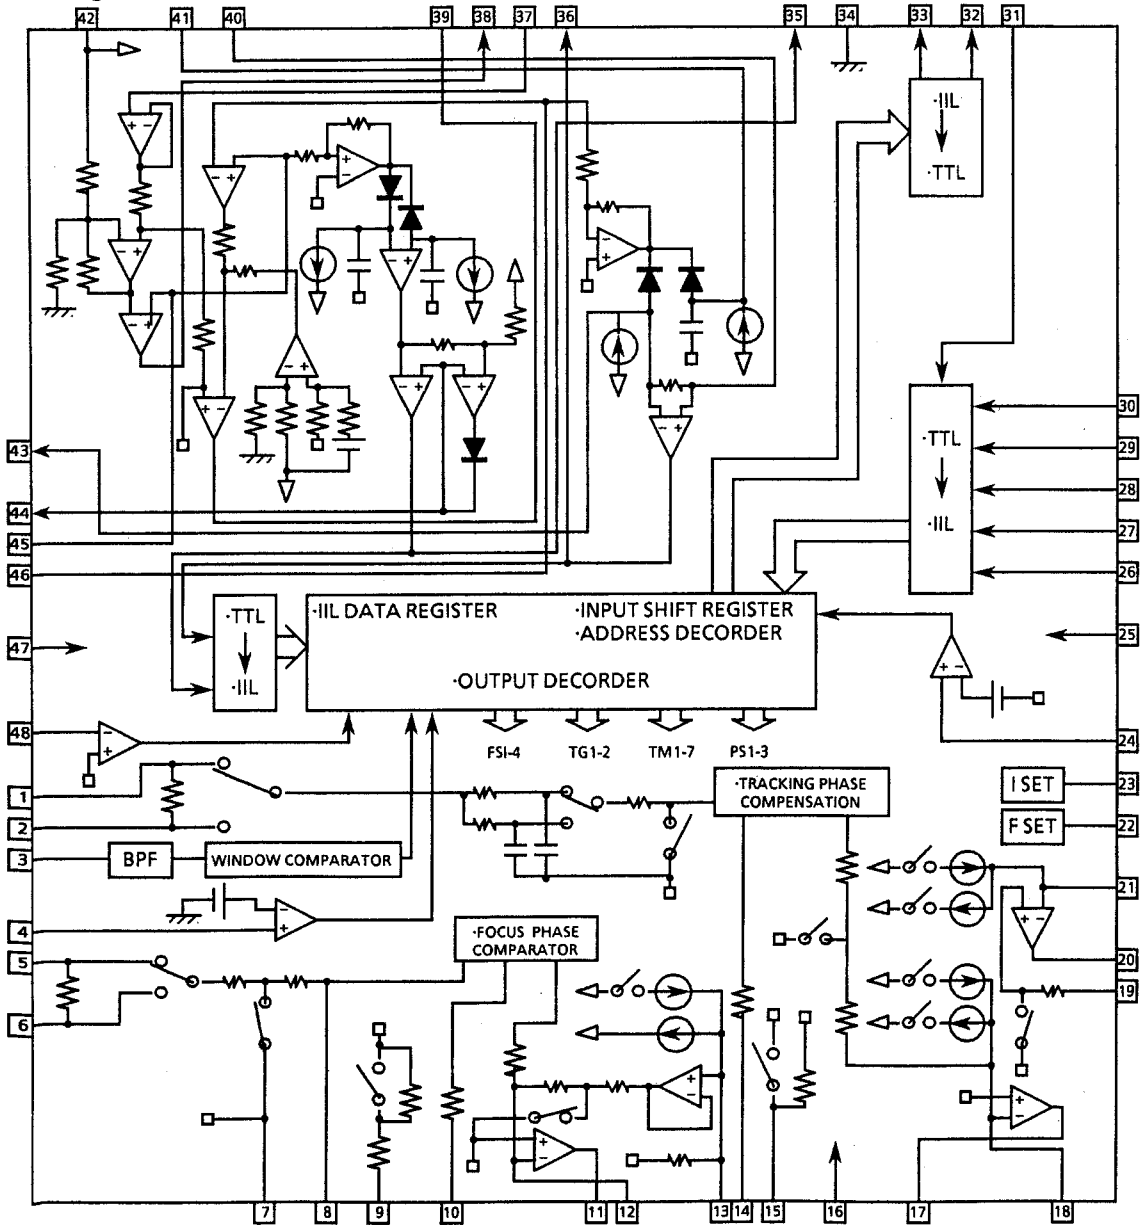 42 41 40 39 38 37 36 35 34 33 32 31
·IIL
·TTL
30
29
28
27
26
·TTL
·IIL
43
44
45
46
47
48
·TTL
·IIL
·IIL DATA REGISTER
·INPUT SHIFT REGISTER
·ADDRESS DECORDER
·OUTPUT DECORDER
25
24
FSI-4 TG1-2 TM1-7 PS1-3
1
2
3
4
5
6
BPF
WINDOW COMPARATOR
·TRACKING PHASE
COMPENSATION
I SET
23
F SET
22
21
20
19
·FOCUS PHASE
COMPARATOR
7 8 9 10 11 12 13 14 15 16 17 18